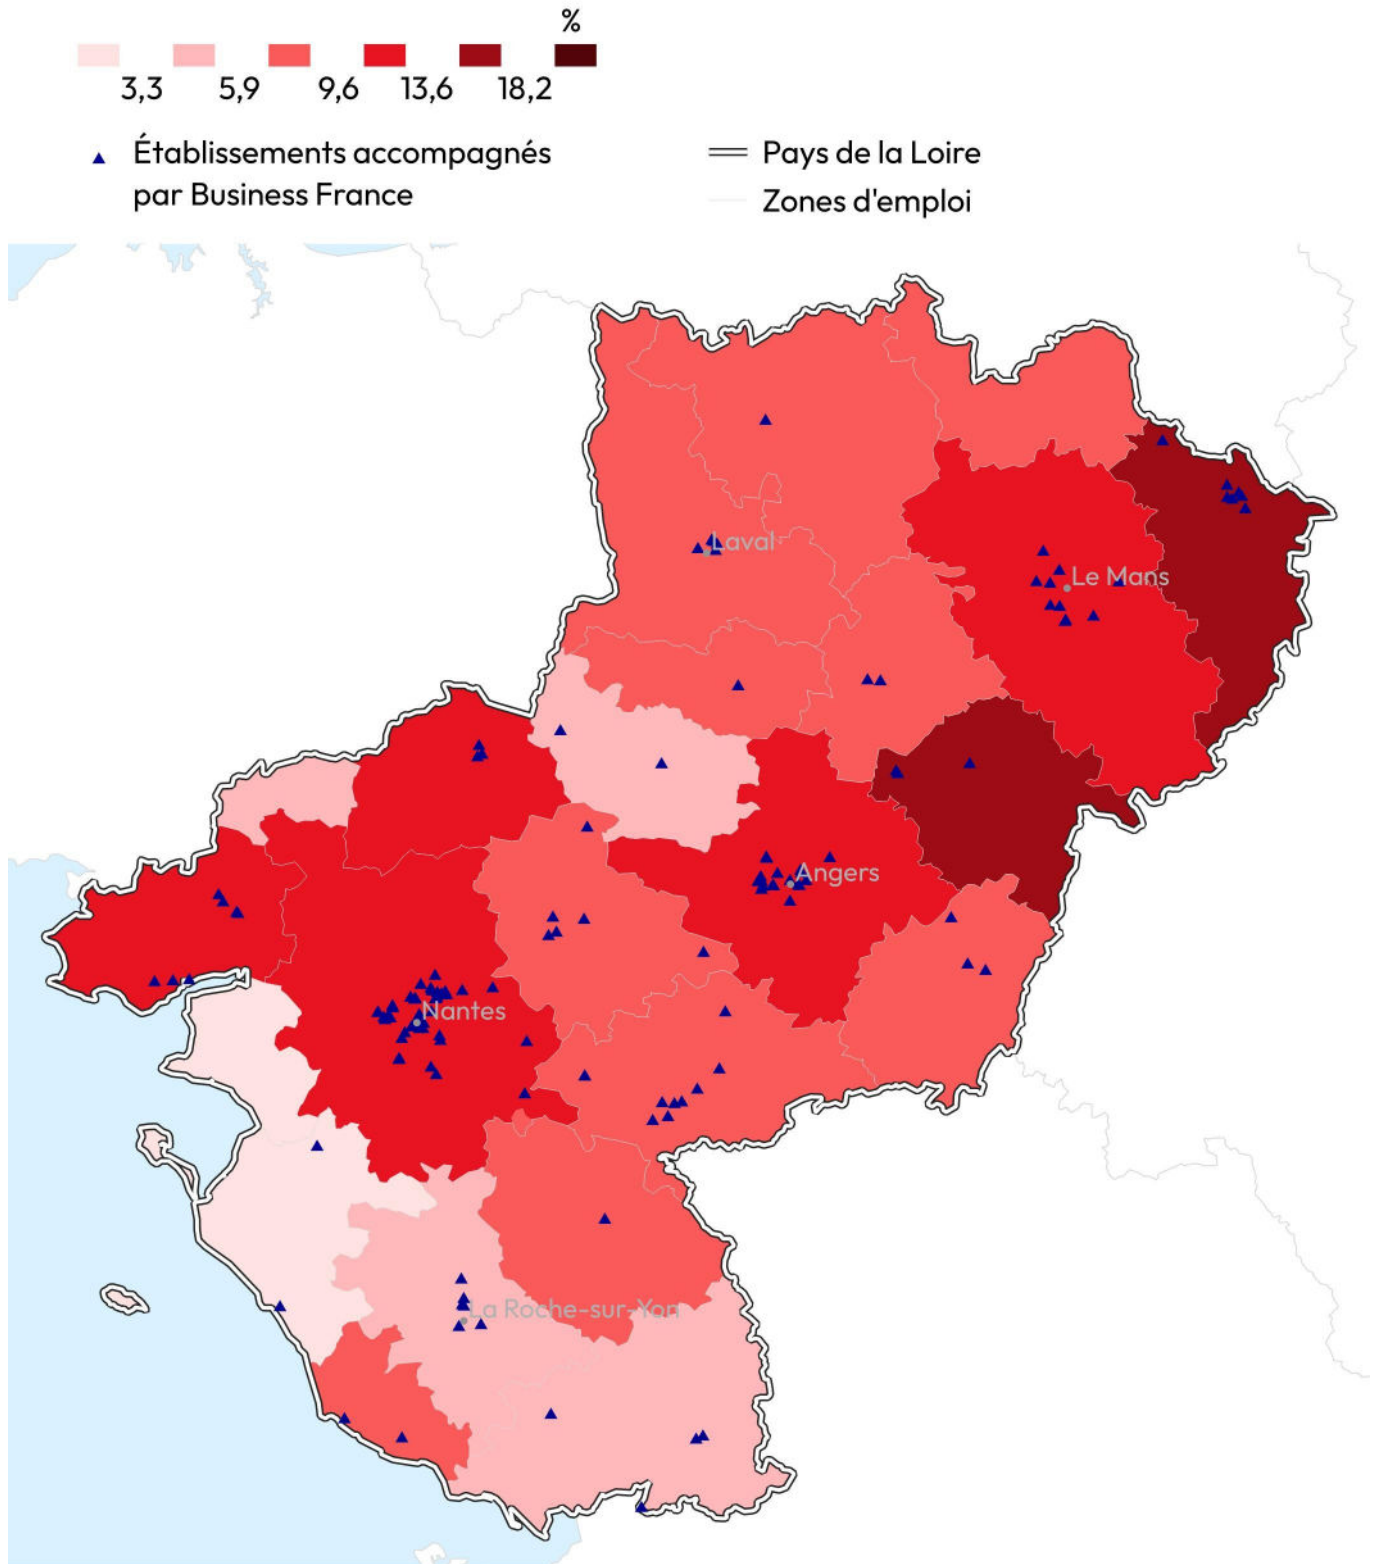 %
3,3 5,9 9,6 13,6 18,2
Établissements accompagnés
par Business France
Pays de la Loire
Zones d'emploi
Laval
Le Mans
Angers
Nantes
La Roche-sur-Yon